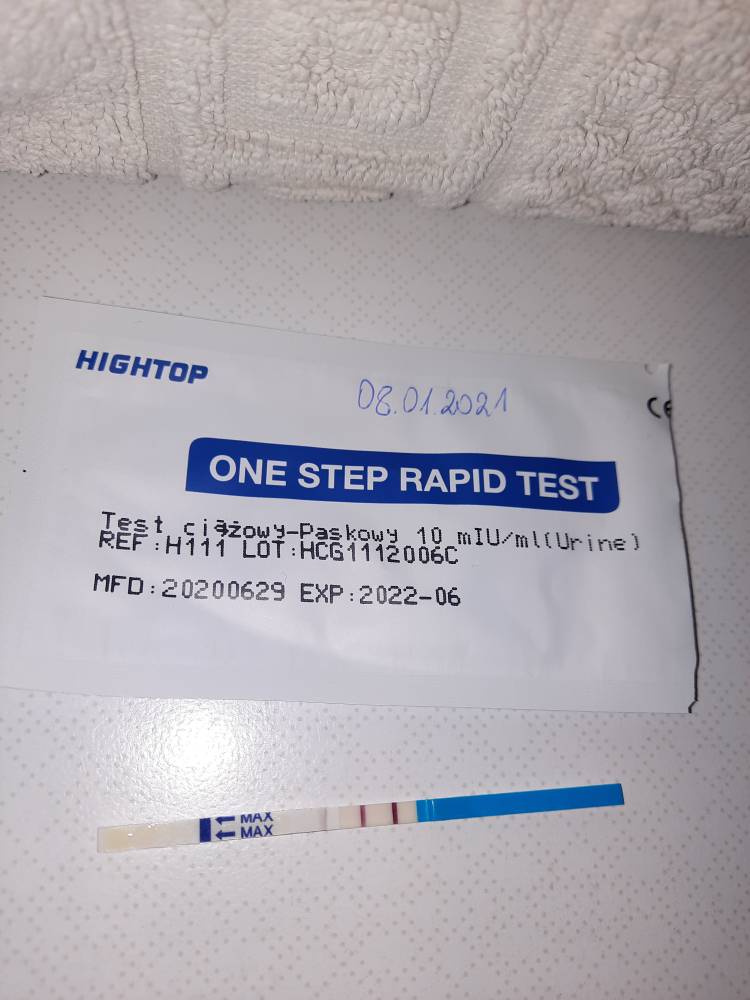 HIGHTOP
08.01.2021
CE
ONE STEP RAPID TEST
Test ciążowy-Paskowy 10 mIU/ml(Urine)
REF:H111 LOT:HCG1112006C
MFD:20200629 EXP:2022-06
← MAX
← MAX